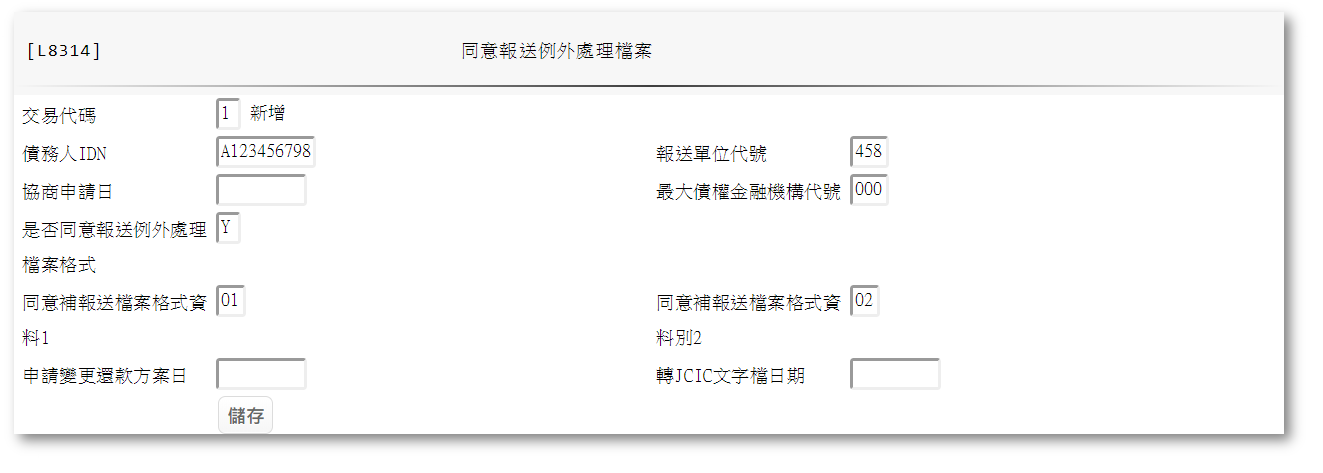 [L8314] 同意報送例外處理檔案
交易代碼 1 新增
債務人IDN A123456798 報送單位代號 458
協商申請日 最大債權金融機構代號 000
是否同意報送例外處理 Y
檔案格式
同意補報送檔案格式資 01 同意補報送檔案格式資 02
料1 料別2
申請變更還款方案日 轉JCIC文字檔日期
儲存